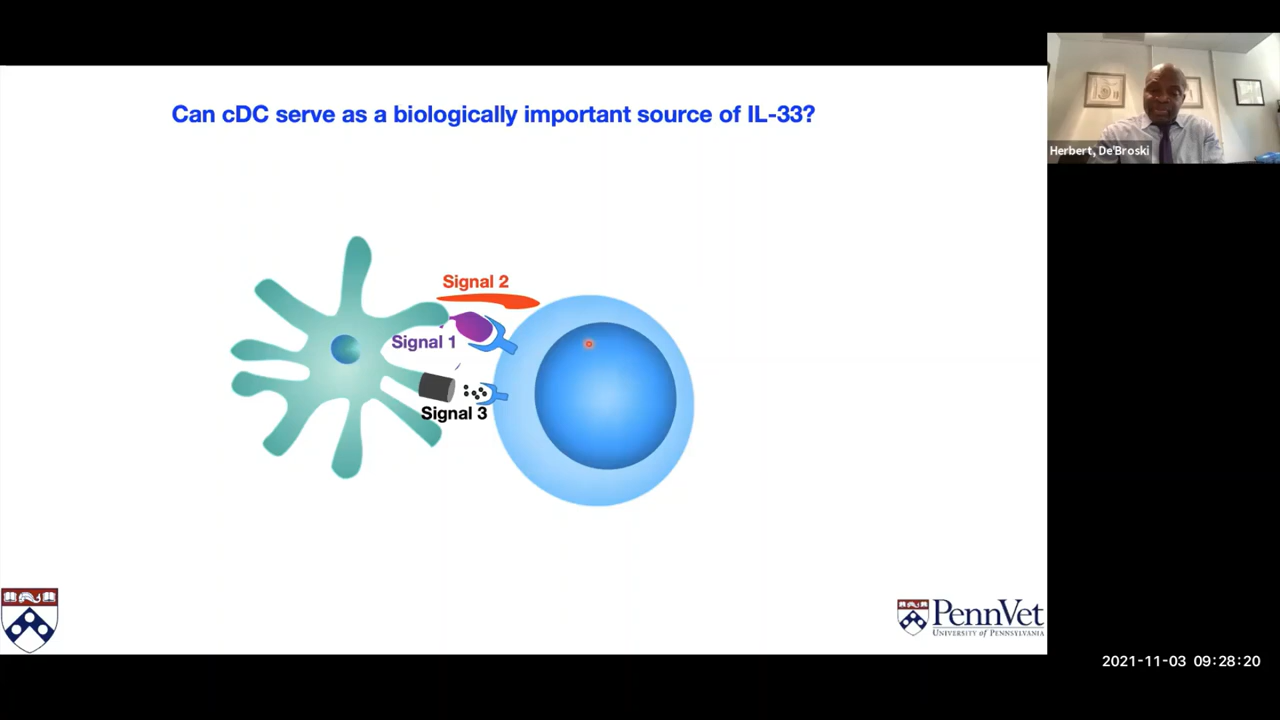 Can cDC serve as a biologically important source of IL-33?
Herbert, De'Broski
Signal 2
Signal 1
Signal 3
PennVet
UNIVERSITY of PENNSYLVANIA
2021-11-03 09:28:20